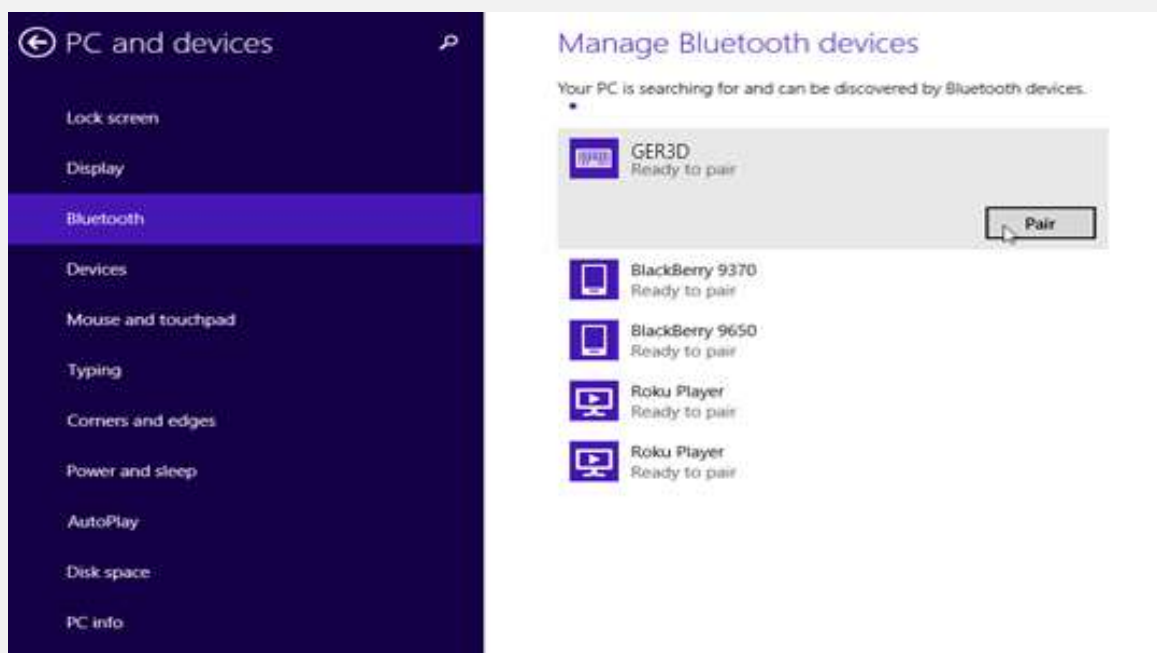 PC and devices
Lock screen
Display
Bluetooth
Devices
Mouse and touchpad
Typing
Corners and edges
Power and sleep
AutoPlay
Disk space
PC info
Manage Bluetooth devices
Your PC is searching for and can be discovered by Bluetooth devices.
GER3D
Ready to pair
Pair
BlackBerry 9370
Ready to pair
BlackBerry 9650
Ready to pair
Roku Player
Ready to pair
Roku Player
Ready to pair